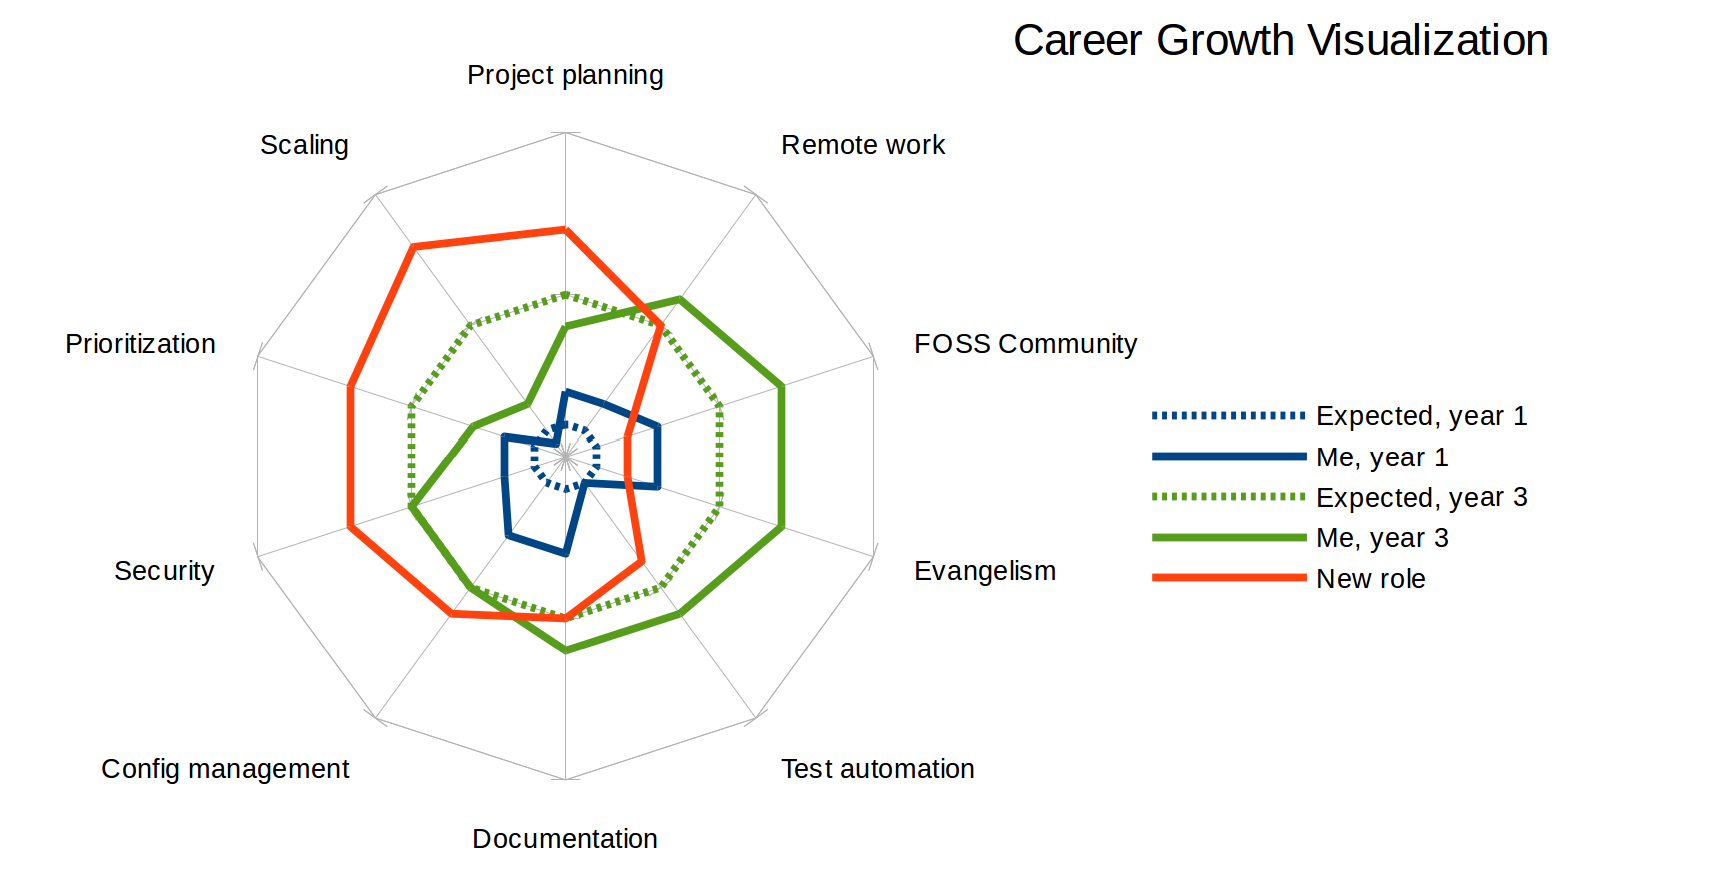 Career Growth Visualization
Project planning
Scaling
Remote work
Prioritization
FOSS Community
Expected, year 1
Me, year 1
Expected, year 3
Me, year 3
New role
Security
Evangelism
Config management
Test automation
Documentation